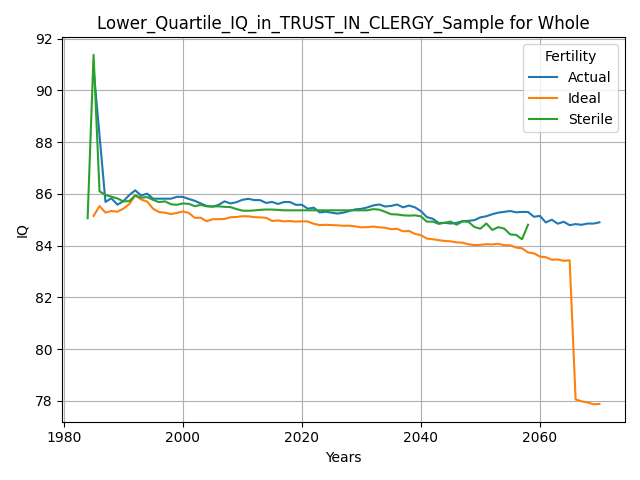 Lower_Quartile_IQ_in_TRUST_IN_CLERGY_Sample for Whole
92
90
88
86
84
82
80
78
IQ
Fertility
Actual
Ideal
Sterile
1980
2000
2020
2040
2060
Years